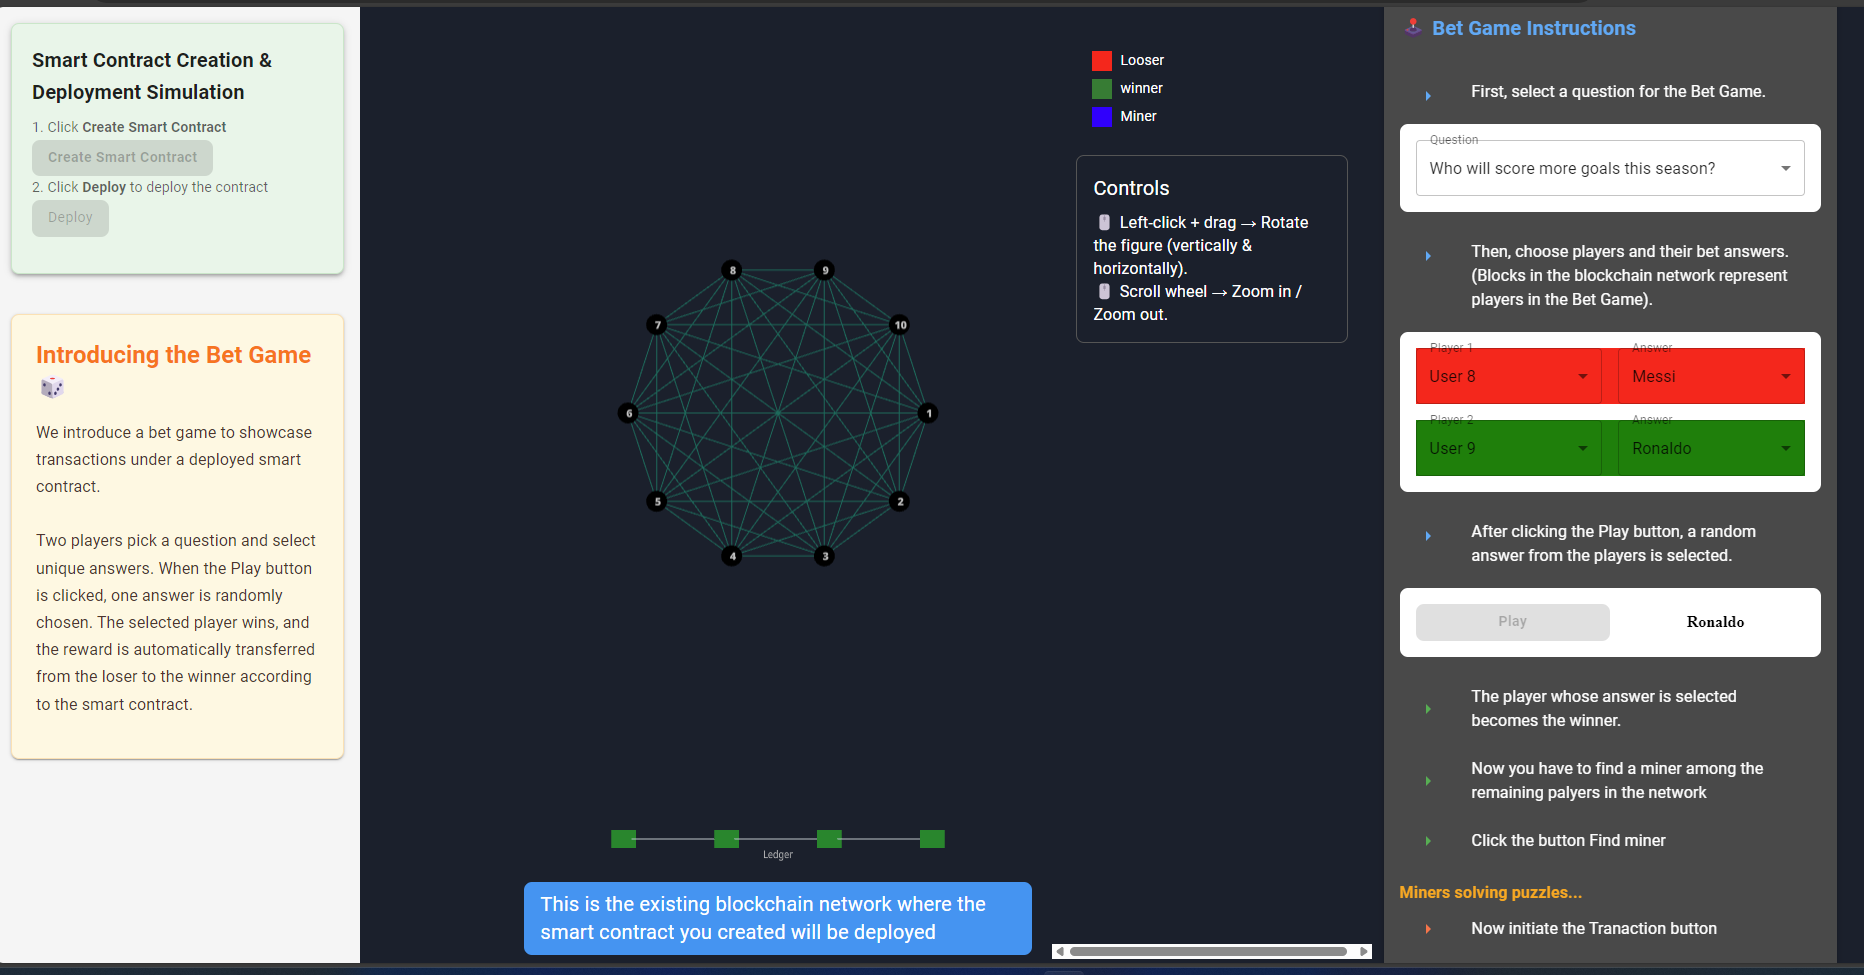 Smart Contract Creation &
Deployment Simulation
1. Click Create Smart Contract
Create Smart Contract
2. Click Deploy to deploy the contract
Deploy
Introducing the Bet Game
We introduce a bet game to showcase
transactions under a deployed smart
contract.
Two players pick a question and select
unique answers. When the Play button
is clicked, one answer is randomly
chosen. The selected player wins, and
the reward is automatically transferred
from the loser to the winner according
to the smart contract.
Looser
winner
Miner
Controls
Left-click + drag → Rotate
the figure (vertically &
horizontally).
Scroll wheel → Zoom in /
Zoom out.
8
9
7
10
6
1
5
2
4
3
Ledger
This is the existing blockchain network where the
smart contract you created will be deployed
Bet Game Instructions
First, select a question for the Bet Game.
Question
Who will score more goals this season?
Then, choose players and their bet answers.
(Blocks in the blockchain network represent
players in the Bet Game).
Player 1
Answer
User 8
Messi
Player 2
Answer
User 9
Ronaldo
After clicking the Play button, a random
answer from the players is selected.
Play
Ronaldo
The player whose answer is selected
becomes the winner.
Now you have to find a miner among the
remaining palyers in the network
Click the button Find miner
Miners solving puzzles...
Now initiate the Tranaction button